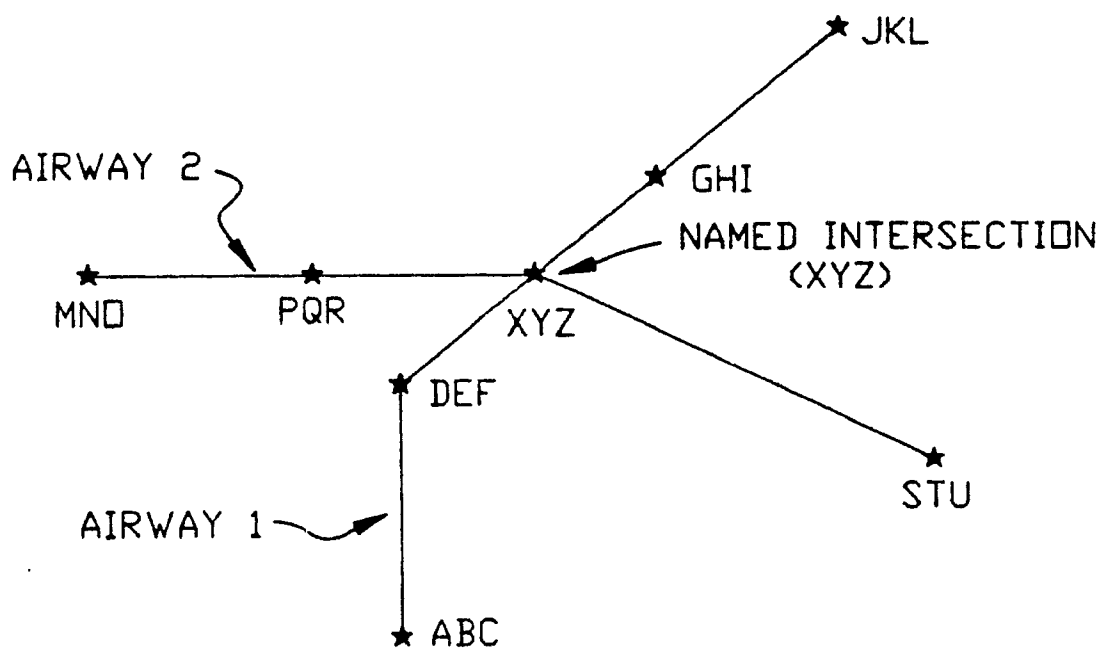 JKL
AIRWAY 2
GHI
NAMED INTERSECTION
(XYZ)
MNO
PQR
XYZ
DEF
STU
AIRWAY 1
ABC